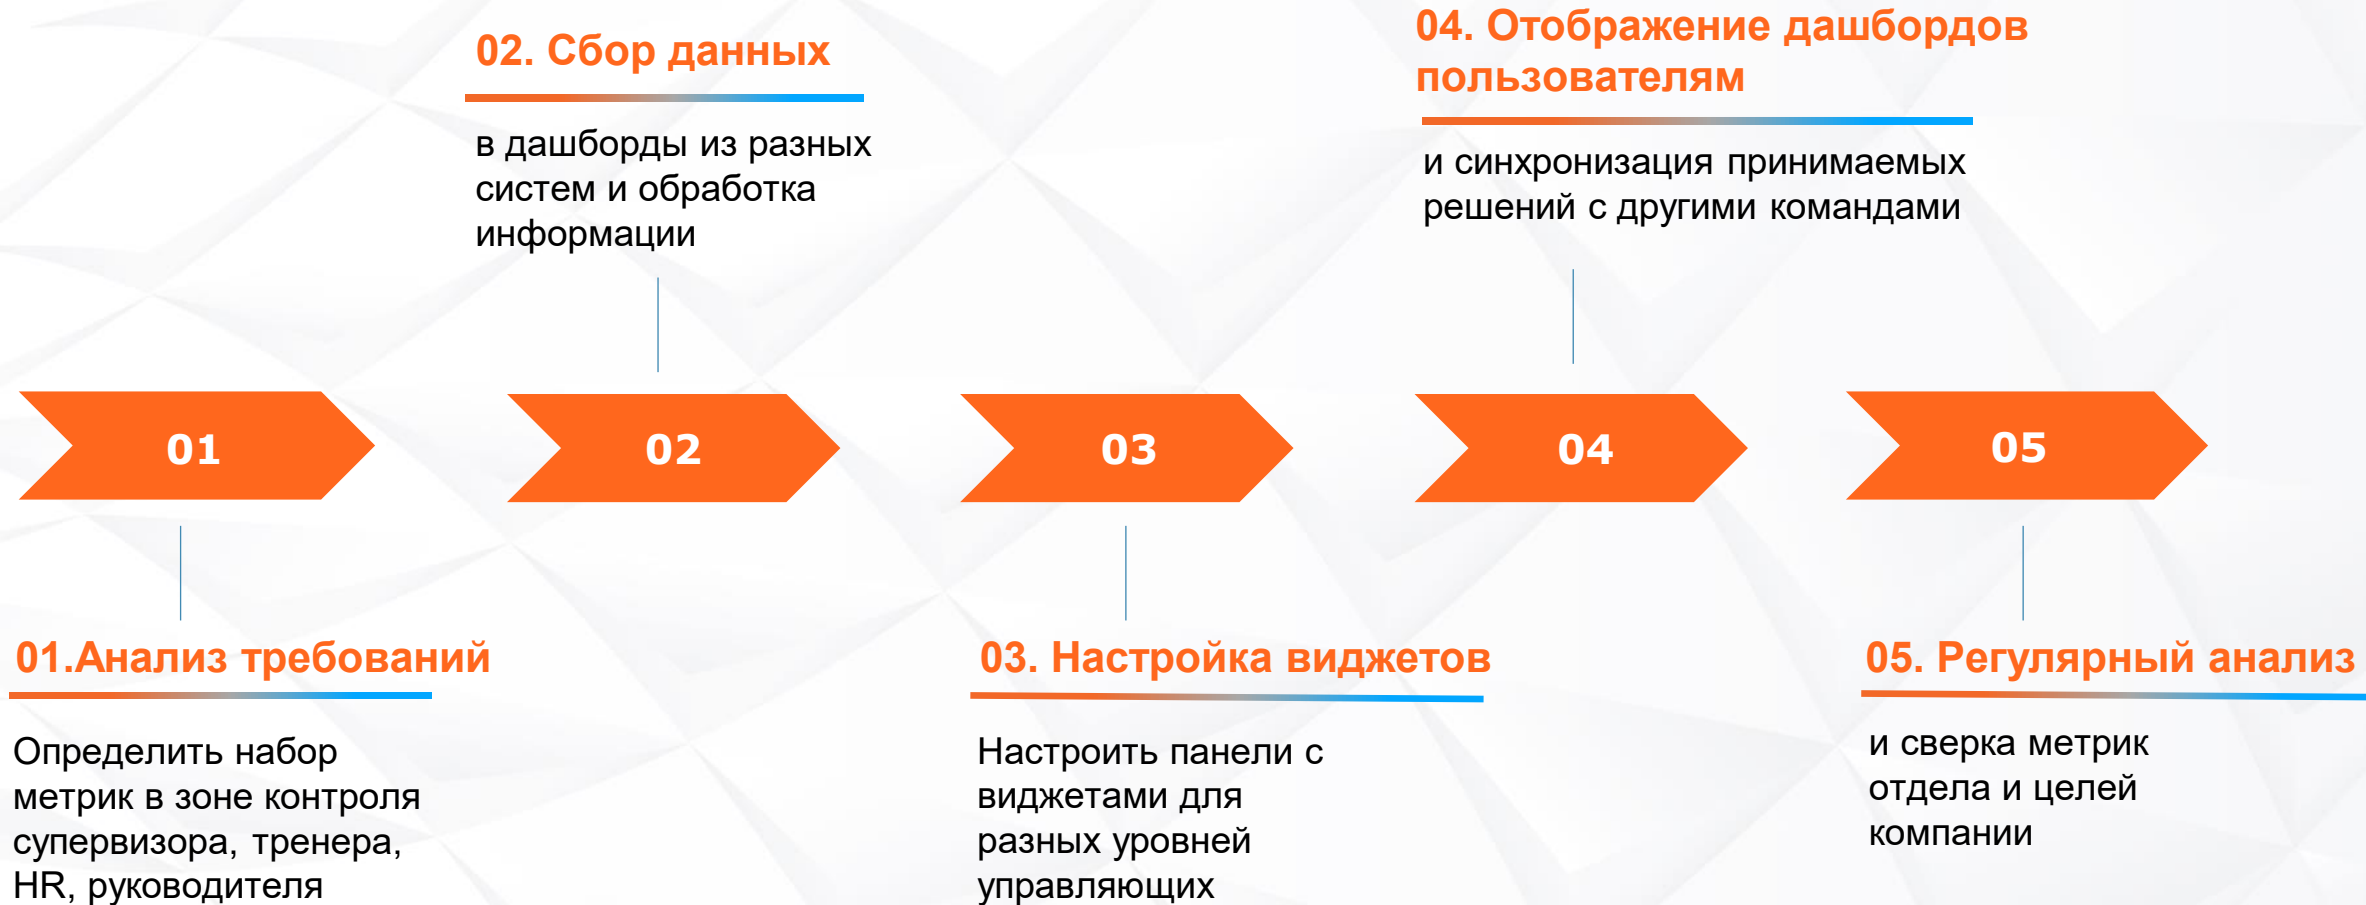 02. Сбор данных
в дашборды из разных
систем и обработка
информации
04. Отображение дашбордов
пользователям
и синхронизация принимаемых
решений с другими командами
01
02
03
04
05
01.Анализ требований
Определить набор
метрик в зоне контроля
супервизора, тренера,
HR, руководителя
03. Настройка виджетов
Настроить панели с
виджетами для
разных уровней
управляющих
05. Регулярный анализ
и сверка метрик
отдела и целей
компании